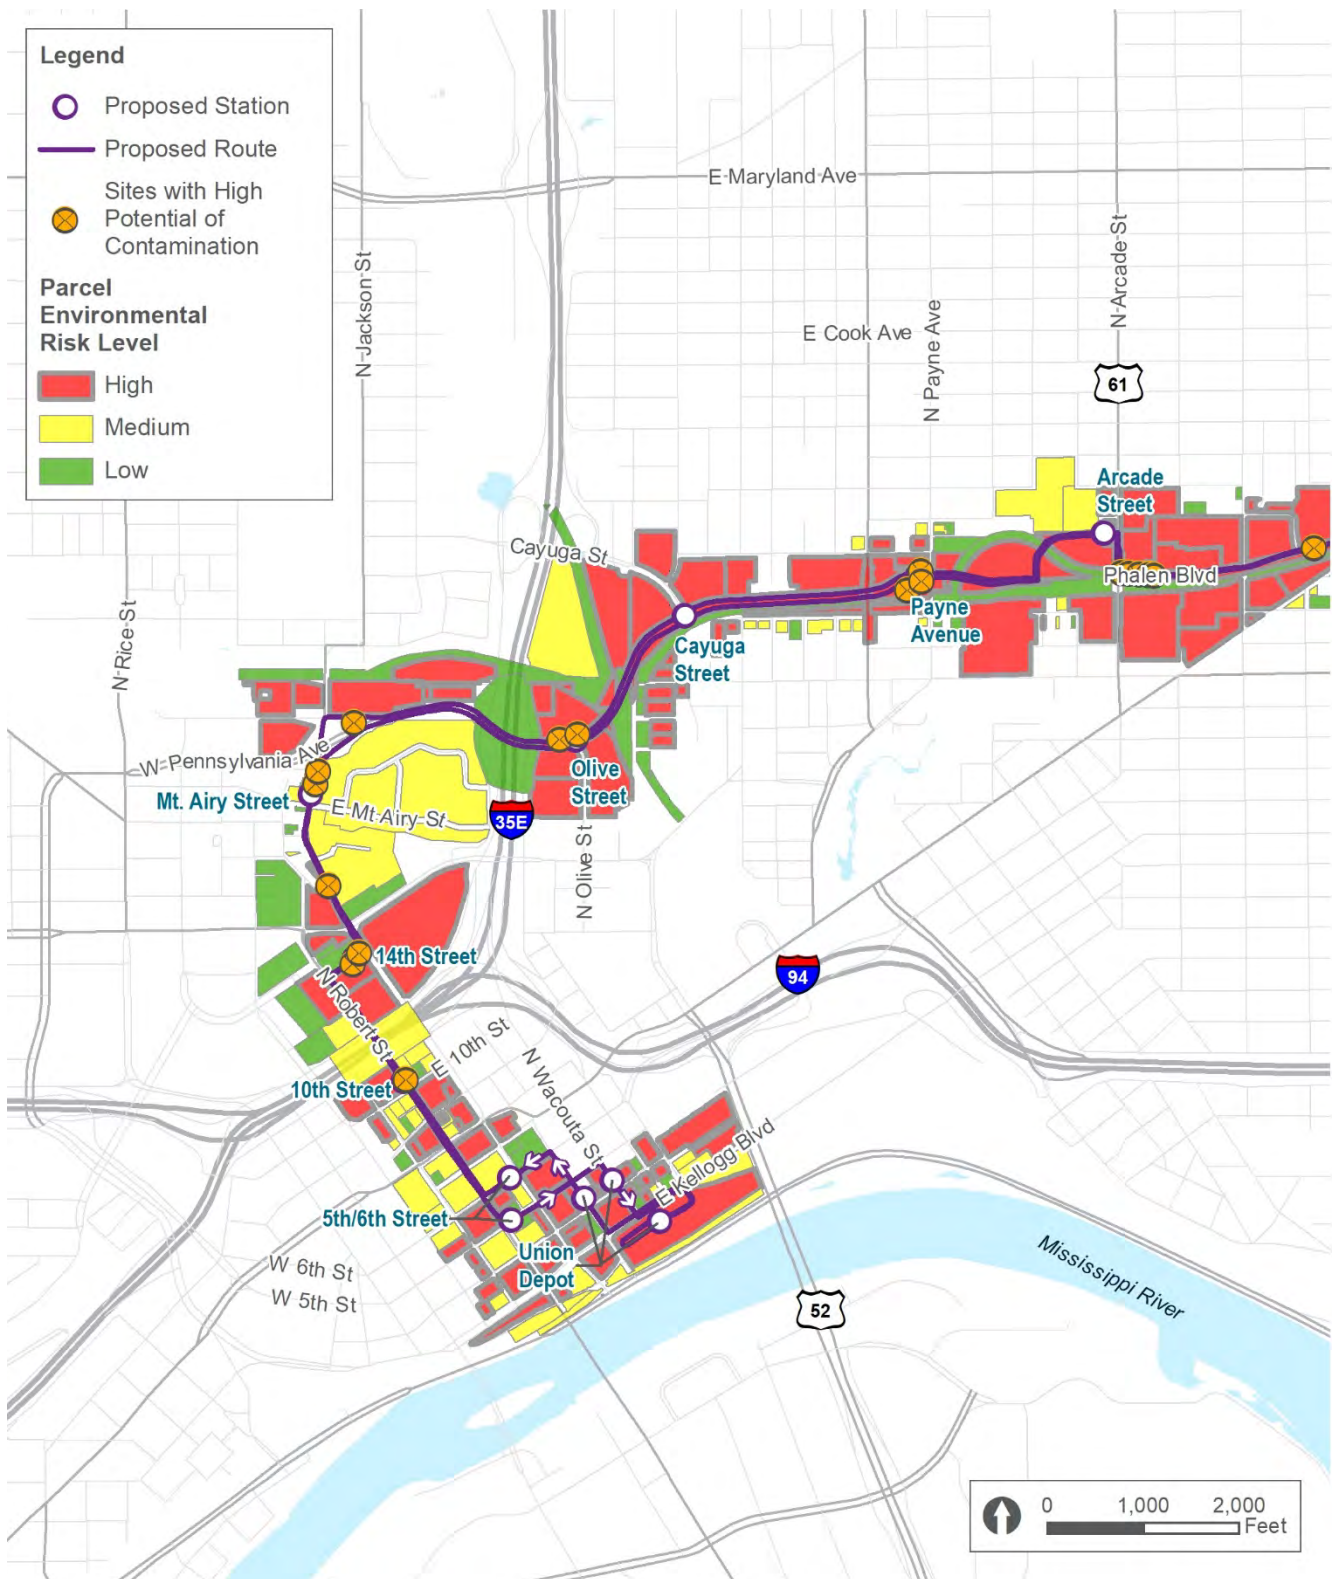 Legend
Proposed Station
Proposed Route
Sites with High
Potential of
Contamination
Parcel
Environmental
Risk Level
High
Medium
Low
E Maryland Ave
N Jackson St
N Arcade St
E Cook Ave
N Payne Ave
61
Arcade
Street
Cayuga St
Phalen Blvd
Payne
Avenue
N Rice St
Cayuga
Street
W Pennsylvania Ave
Mt. Airy Street
E Mt Airy St
Olive
Street
35E
N Olive St
14th Street
94
N Robert St
E 10th St
10th Street
N Wacouta St
E Kellogg Blvd
5th/6th Street
Union
Depot
W 6th St
W 5th St
Mississippi River
52
0 1,000 2,000
Feet